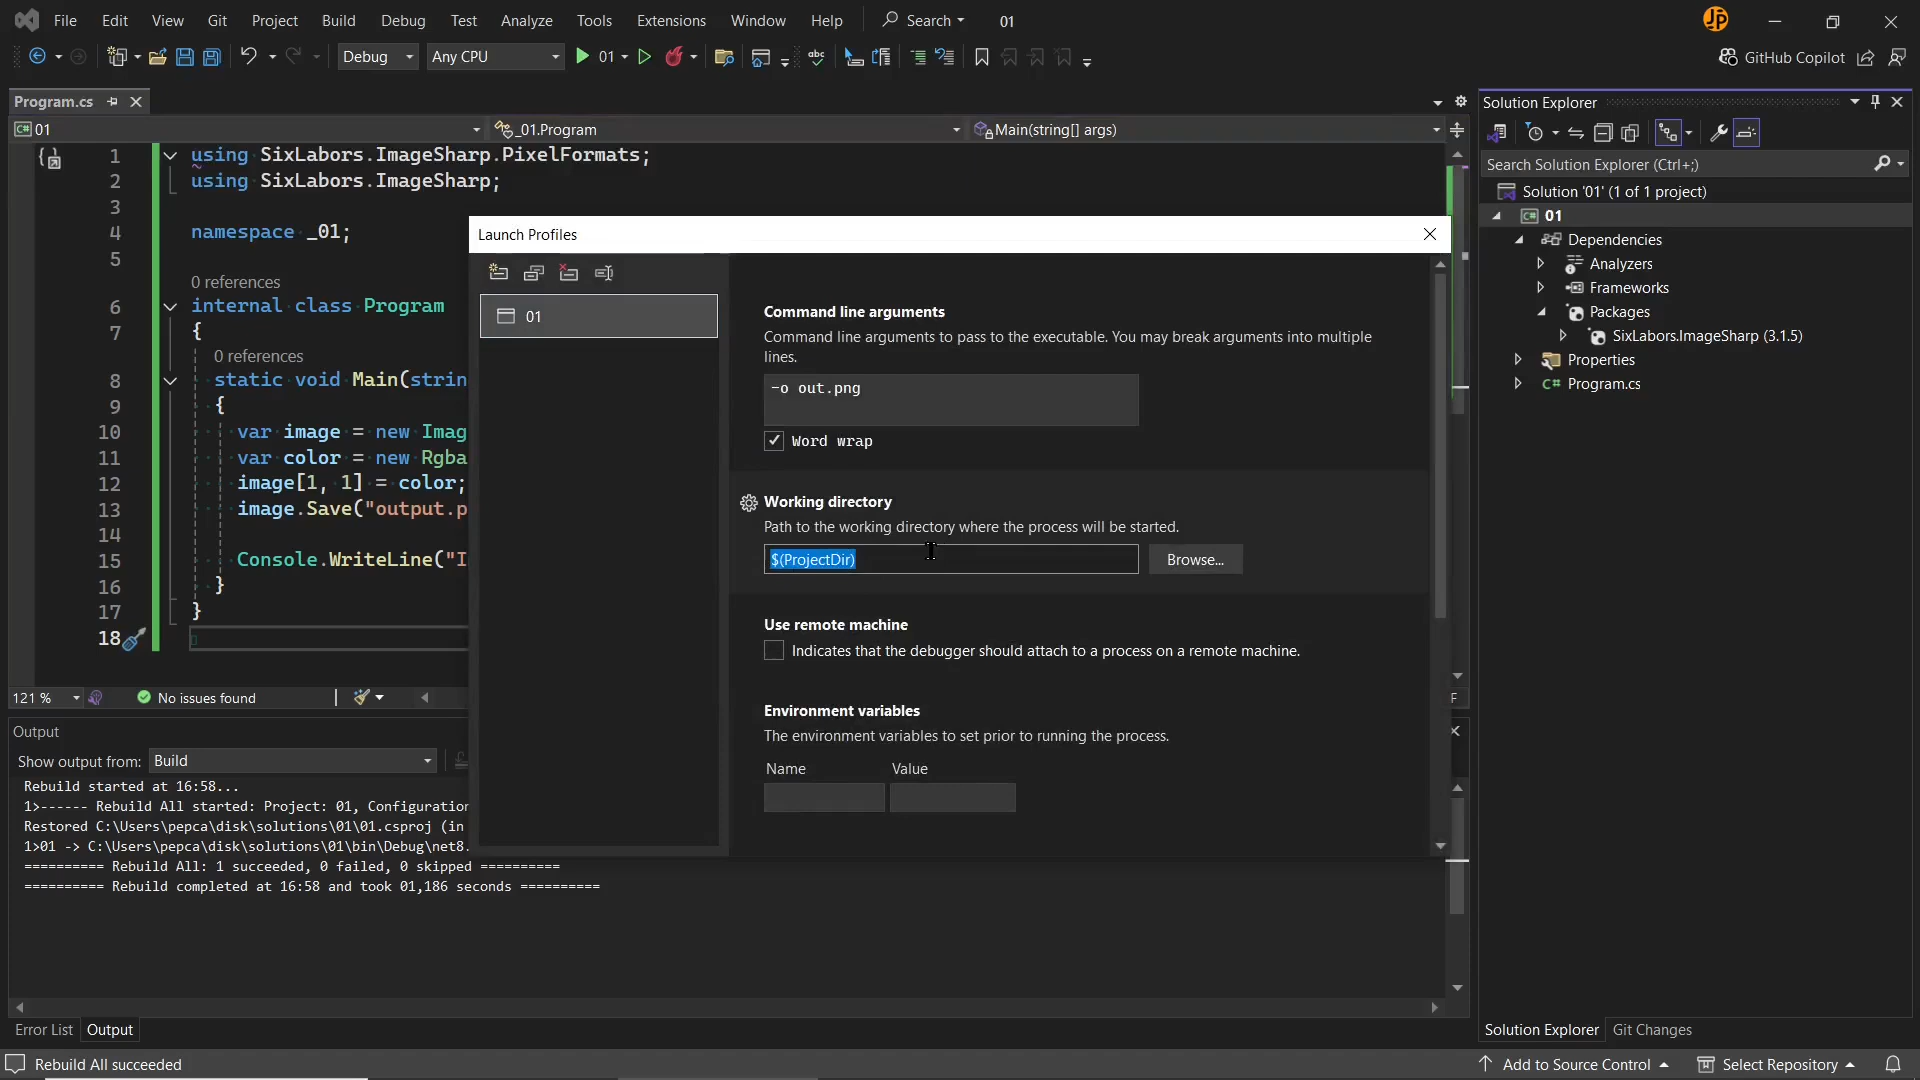 File Edit View Git Project Build Debug Test Analyze Tools Extensions Window Help Search 01 JP
Debug Any CPU 01 abc GitHub Copilot
Program.cs
01 _01.Program Main(string[] args)
1 using SixLabors.ImageSharp.PixelFormats;
2 using SixLabors.ImageSharp;
3
4 namespace _01;
5
0 references
6 internal class Program
7 {
0 references
8 static void Main(strin
9 {
10 var image = new Imag
11 var color = new Rgba
12 image[1, 1] = color;
13 image.Save("output.p
14
15 Console.WriteLine("I
16 }
17 }
18
121 % No issues found F
Launch Profiles
01
Command line arguments
Command line arguments to pass to the executable. You may break arguments into multiple
lines.
-o out.png
Word wrap
Working directory
Path to the working directory where the process will be started.
$(ProjectDir)
Browse...
Use remote machine
Indicates that the debugger should attach to a process on a remote machine.
Environment variables
The environment variables to set prior to running the process.
Name Value
Output
Show output from: Build
Rebuild started at 16:58...
1>------ Rebuild All started: Project: 01, Configuration
Restored C:\Users\pepca\disk\solutions\01\01.csproj (in
1>01 -> C:\Users\pepca\disk\solutions\01\bin\Debug\net8.
========== Rebuild All: 1 succeeded, 0 failed, 0 skipped ==========
========== Rebuild completed at 16:58 and took 01,186 seconds ==========
Error List Output
Solution Explorer
Search Solution Explorer (Ctrl+;)
Solution '01' (1 of 1 project)
C# 01
Dependencies
Analyzers
Frameworks
Packages
SixLabors.ImageSharp (3.1.5)
Properties
C# Program.cs
Solution Explorer Git Changes
Rebuild All succeeded
Add to Source Control Select Repository